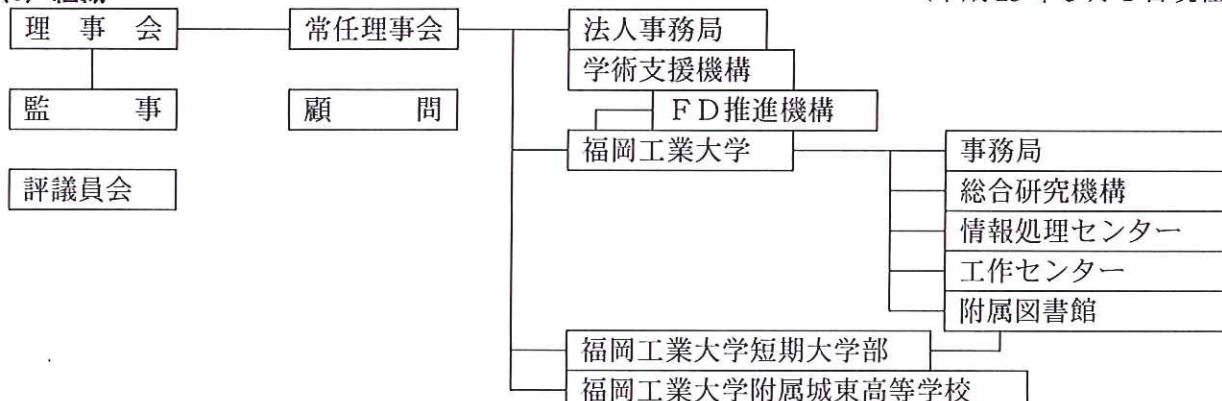 理事会
常任理事会
法人事務局
学術支援機構
監事
顧問
FD推進機構
福岡工業大学
事務局
評議員会
総合研究機構
情報処理センター
工作センター
附属図書館
福岡工業大学短期大学部
福岡工業大学附属城東高等学校